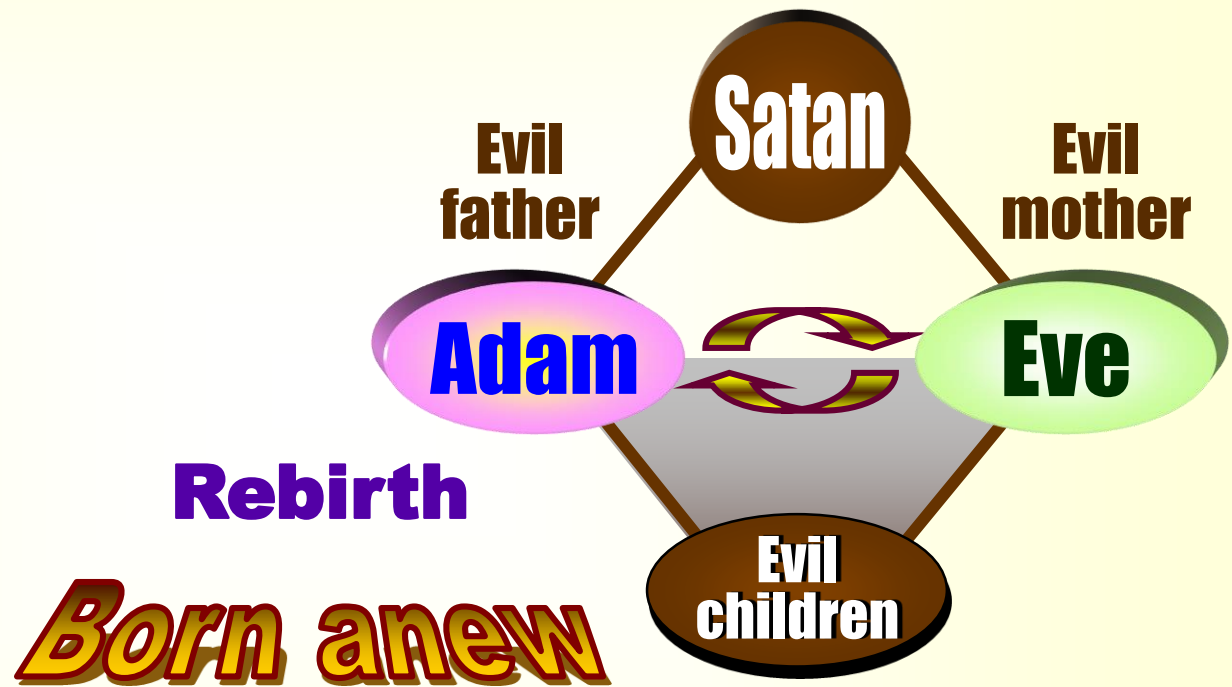 Satan
Evil
father
Evil
mother
Adam
Eve
Rebirth
Evil
children
Born anew